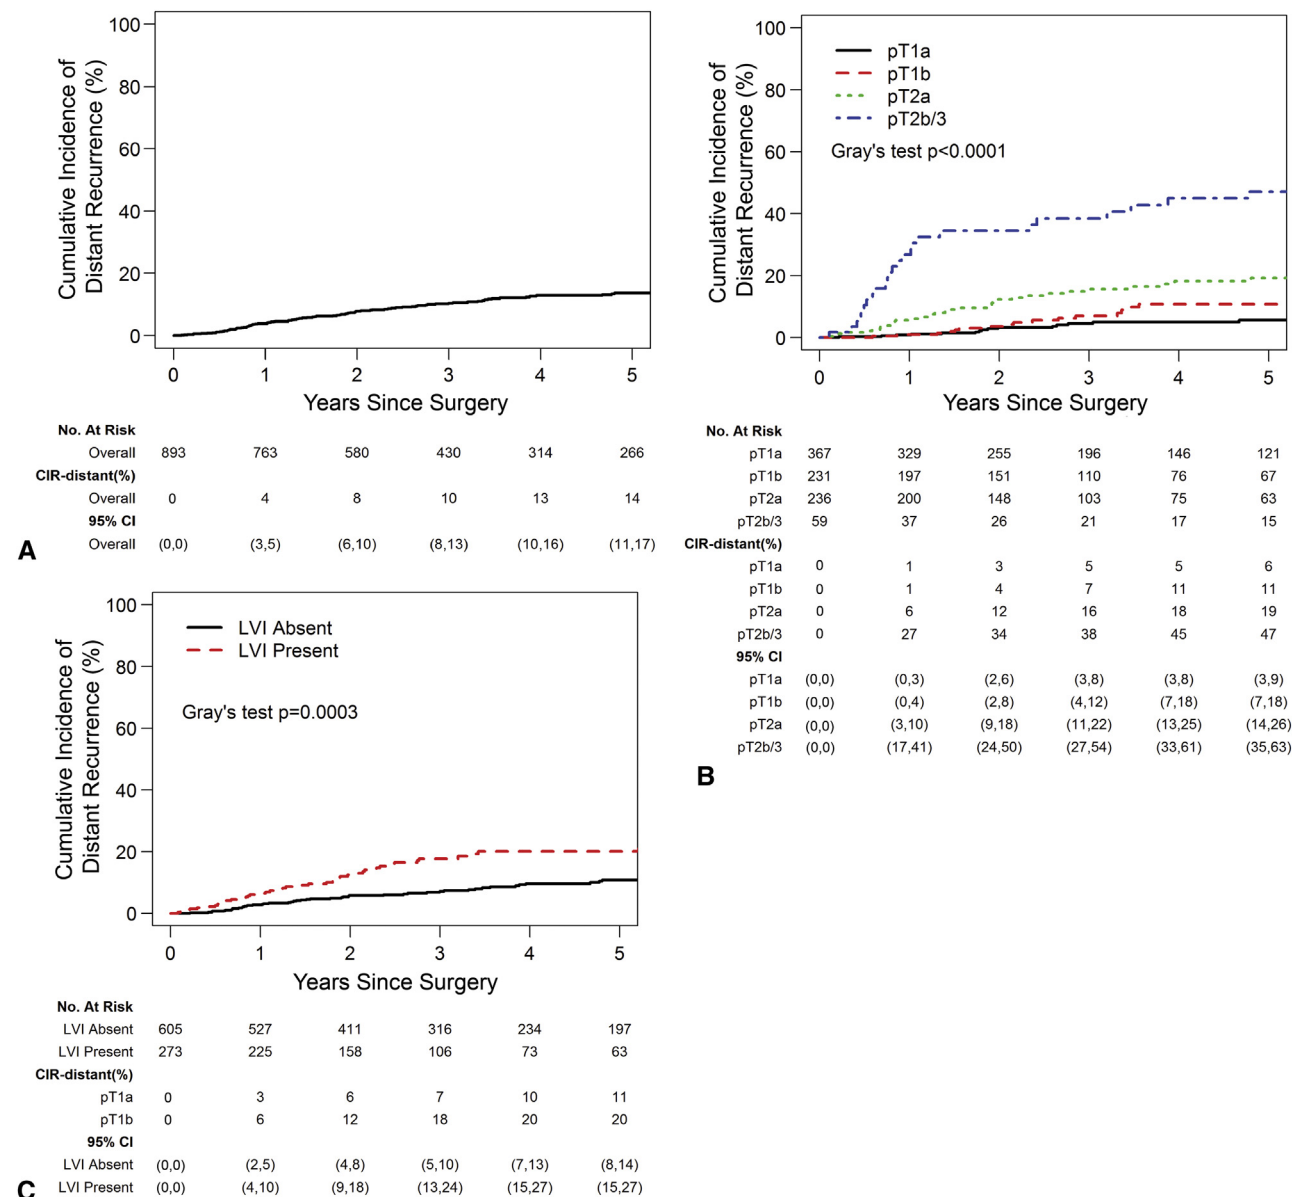 100
80
60
40
20
0
Cumulative Incidence of
Distant Recurrence (%)
0 1 2 3 4 5
Years Since Surgery
No. At Risk
Overall 893 763 580 430 314 266
CIR-distant(%)
Overall 0 4 8 10 13 14
95% CI
Overall (0,0) (3,5) (6,10) (8,13) (10,16) (11,17)
A
100
80
60
40
20
0
Cumulative Incidence of
Distant Recurrence (%)
pT1a
pT1b
pT2a
pT2b/3
Gray's test p<0.0001
0 1 2 3 4 5
Years Since Surgery
No. At Risk
pT1a 367 329 255 196 146 121
pT1b 231 197 151 110 76 67
pT2a 236 200 148 103 75 63
pT2b/3 59 37 26 21 17 15
CIR-distant(%)
pT1a 0 1 3 5 5 6
pT1b 0 1 4 7 11 11
pT2a 0 6 12 16 18 19
pT2b/3 0 27 34 38 45 47
95% CI
pT1a (0,0) (0,3) (2,6) (3,8) (3,8) (3,9)
pT1b (0,0) (0,4) (2,8) (4,12) (7,18) (7,18)
pT2a (0,0) (3,10) (9,18) (11,22) (13,25) (14,26)
pT2b/3 (0,0) (17,41) (24,50) (27,54) (33,61) (35,63)
B
100
80
60
40
20
0
Cumulative Incidence of
Distant Recurrence (%)
LVI Absent
LVI Present
Gray's test p=0.0003
0 1 2 3 4 5
Years Since Surgery
No. At Risk
LVI Absent 605 527 411 316 234 197
LVI Present 273 225 158 106 73 63
CIR-distant(%)
pT1a 0 3 6 7 10 11
pT1b 0 6 12 18 20 20
95% CI
LVI Absent (0,0) (2,5) (4,8) (5,10) (7,13) (8,14)
LVI Present (0,0) (4,10) (9,18) (13,24) (15,27) (15,27)
C